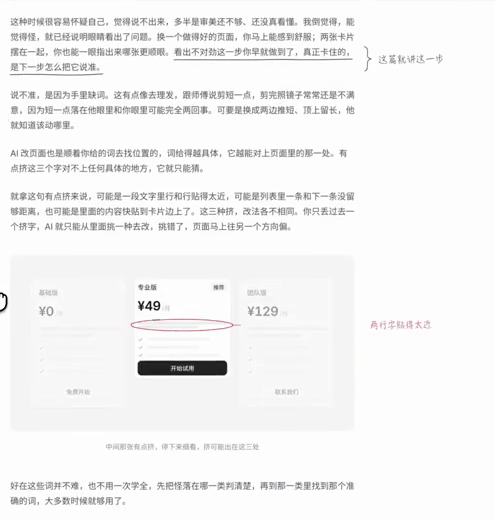 这种时候很容易怀疑自己，觉得说不出来，多半是审美还不够、还没真看懂。我倒觉得，能
觉得怪，就已经说明眼睛看出了问题。换一个做得好的页面，你马上能感到舒服；两张卡片
摆在一起，你也能一眼指出来哪张更顺眼。看出不对劲这一步你早就做到了，真正卡住的，
是下一步怎么把它说准。
这篇就讲这一步
说不准，是因为手里缺词。这有点像去理发，跟师傅说剪短一点，剪完照镜子常常还是不满
意，因为短一点落在他眼里和你眼里可能完全两回事。可要是换成两边推短、顶上留长，他
就知道该动哪里。
AI 改页面也是顺着你给的词去找位置的，词给得越具体，它越能对上页面里的那一处。有
点挤这三个字对不上任何具体的地方，它就只能猜。
就拿这句有点挤来说，可能是一段文字里行和行贴得太近，可能是列表里一条和下一条没留
够距离，也可能是里面的内容快贴到卡片边上了。这三种挤，改法各不相同。你只丢过去一
个挤字，AI 就只能从里面挑一种去改，挑错了，页面马上往另一个方向偏。
基础版
¥0 /月
免费开始
专业版
推荐
¥49 /月
开始试用
团队版
¥129 /月
联系我们
两行字贴得太近
中间那张有点挤，停下来细看，挤可能出在这三处
好在这些词并不难，也不用一次学全，先把怪落在哪一类判清楚，再到那一类里找到那个准
确的词，大多数时候就够用了。